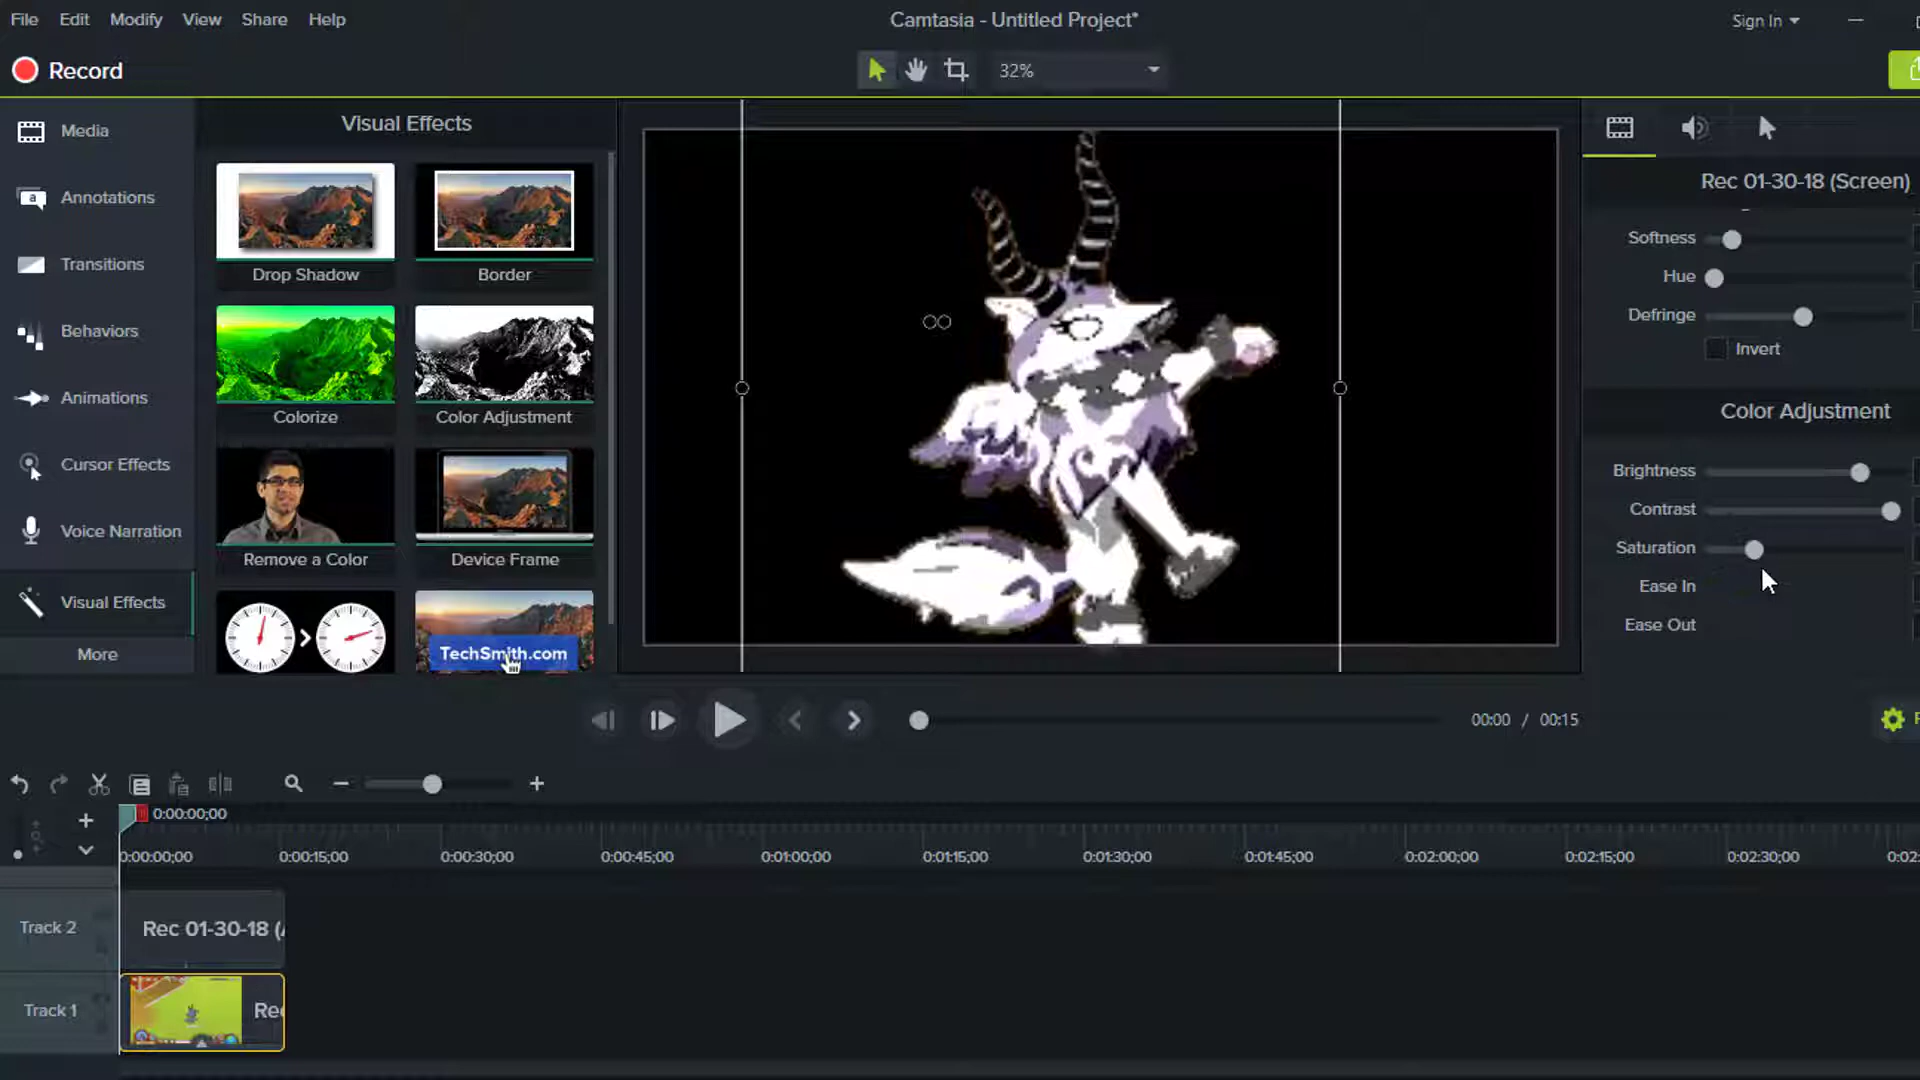 File Edit Modify View Share Help
Camtasia - Untitled Project*
Sign In
Record
32%
Media
Annotations
Transitions
Behaviors
Animations
Cursor Effects
Voice Narration
Visual Effects
More
Visual Effects
Drop Shadow
Border
Colorize
Color Adjustment
Remove a Color
Device Frame
TechSmith.com
Rec 01-30-18 (Screen)
Softness
Hue
Defringe
Invert
Color Adjustment
Brightness
Contrast
Saturation
Ease In
Ease Out
00:00 / 00:15
0:00:00;00
0:00:00;00 0:00:15;00 0:00:30;00 0:00:45;00 0:01:00;00 0:01:15;00 0:01:30;00 0:01:45;00 0:02:00;00 0:02:15;00 0:02:30;00 0:02:
Track 2
Rec 01-30-18 (
Track 1
Rec